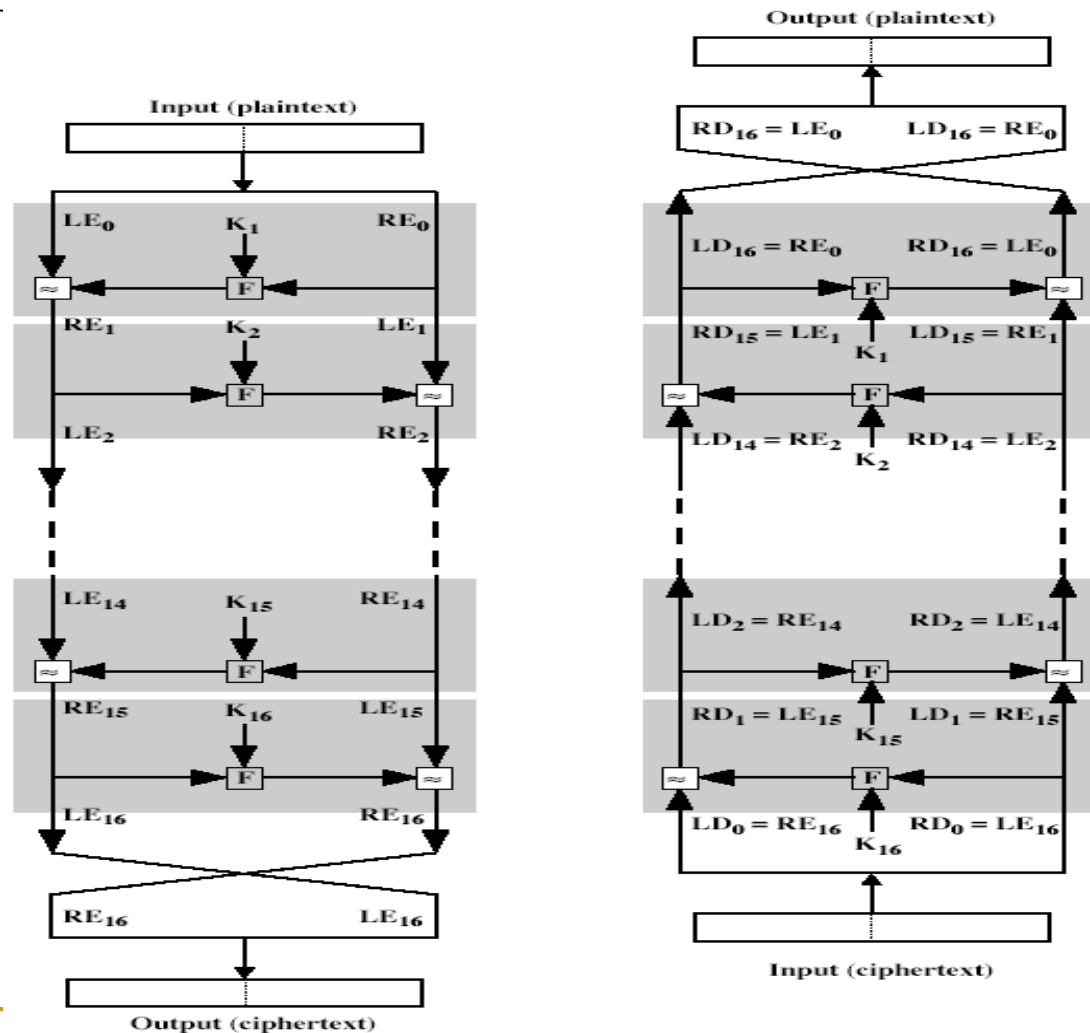 Input (plaintext)
LE₀ K₁ RE₀
≈ F
RE₁ K₂ LE₁
F ≈
LE₂ RE₂
LE₁₄ K₁₅ RE₁₄
≈ F
RE₁₅ K₁₆ LE₁₅
F ≈
LE₁₆ RE₁₆
RE₁₆ LE₁₆
Output (ciphertext)
Output (plaintext)
RD₁₆ = LE₀ LD₁₆ = RE₀
LD₁₆ = RE₀ RD₁₆ = LE₀
F ≈
RD₁₅ = LE₁ K₁ LD₁₅ = RE₁
≈ F
LD₁₄ = RE₂ K₂ RD₁₄ = LE₂
LD₂ = RE₁₄ RD₂ = LE₁₄
F ≈
RD₁ = LE₁₅ K₁₅ LD₁ = RE₁₅
≈ F
LD₀ = RE₁₆ K₁₆ RD₀ = LE₁₆
Input (ciphertext)